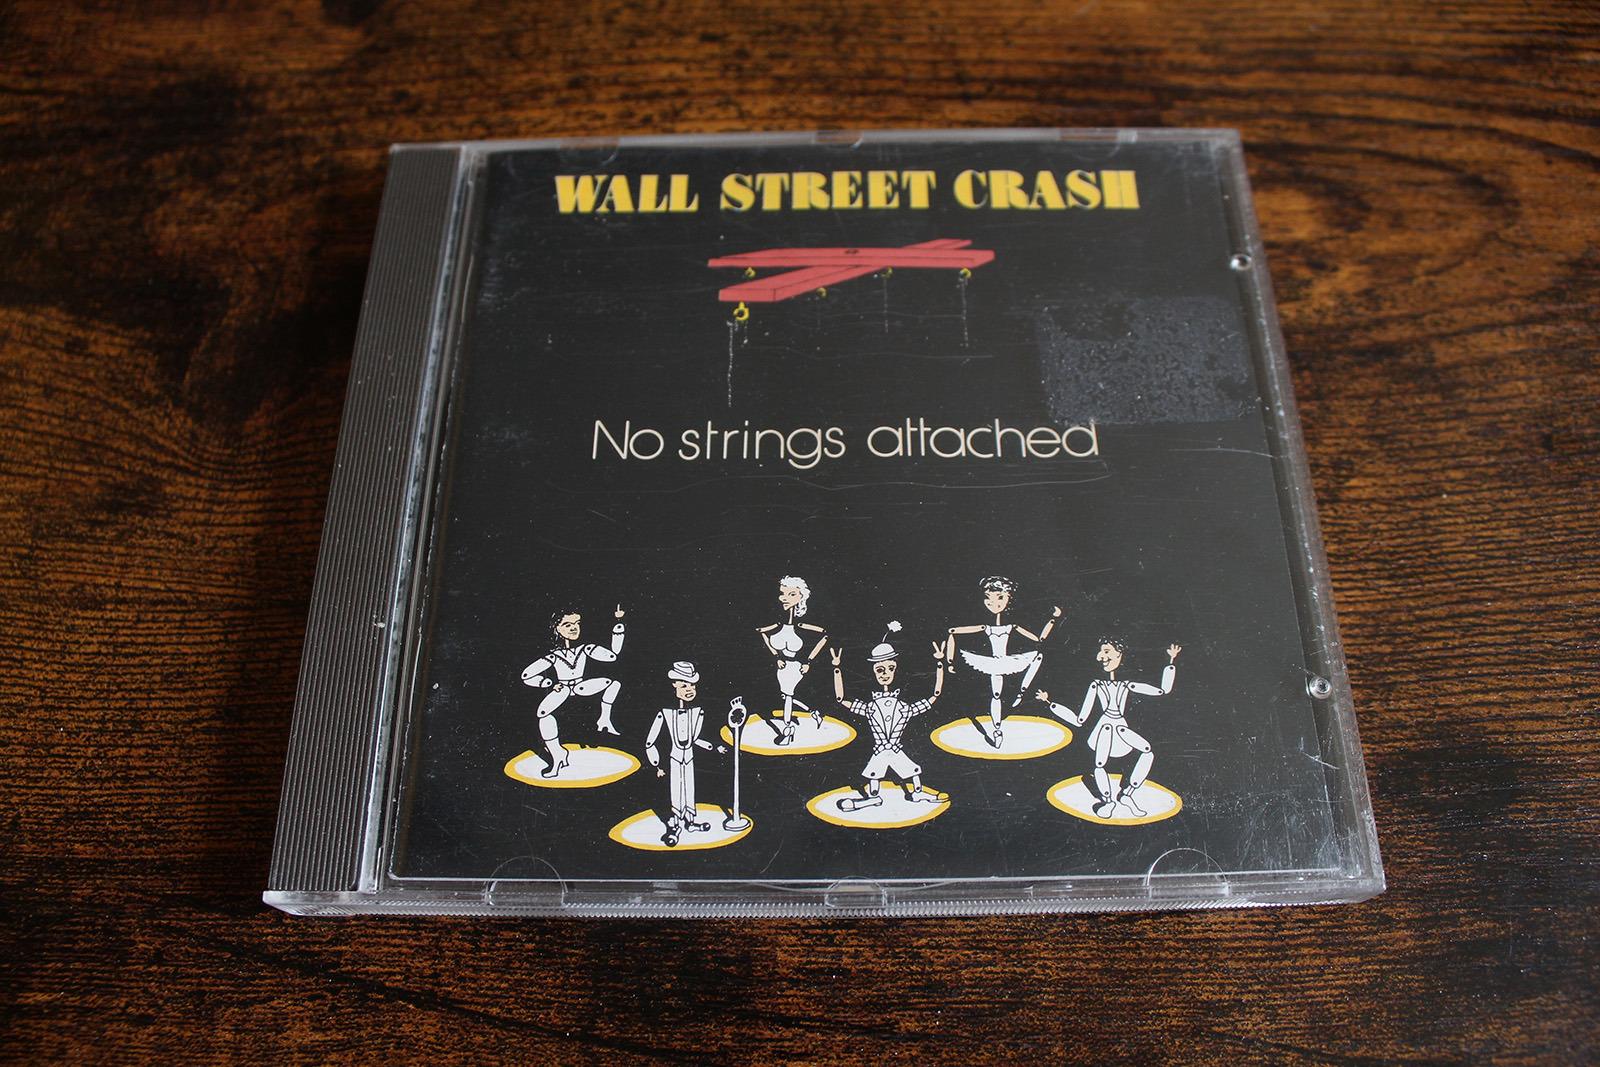 WALL STREET CRASH
No strings attached